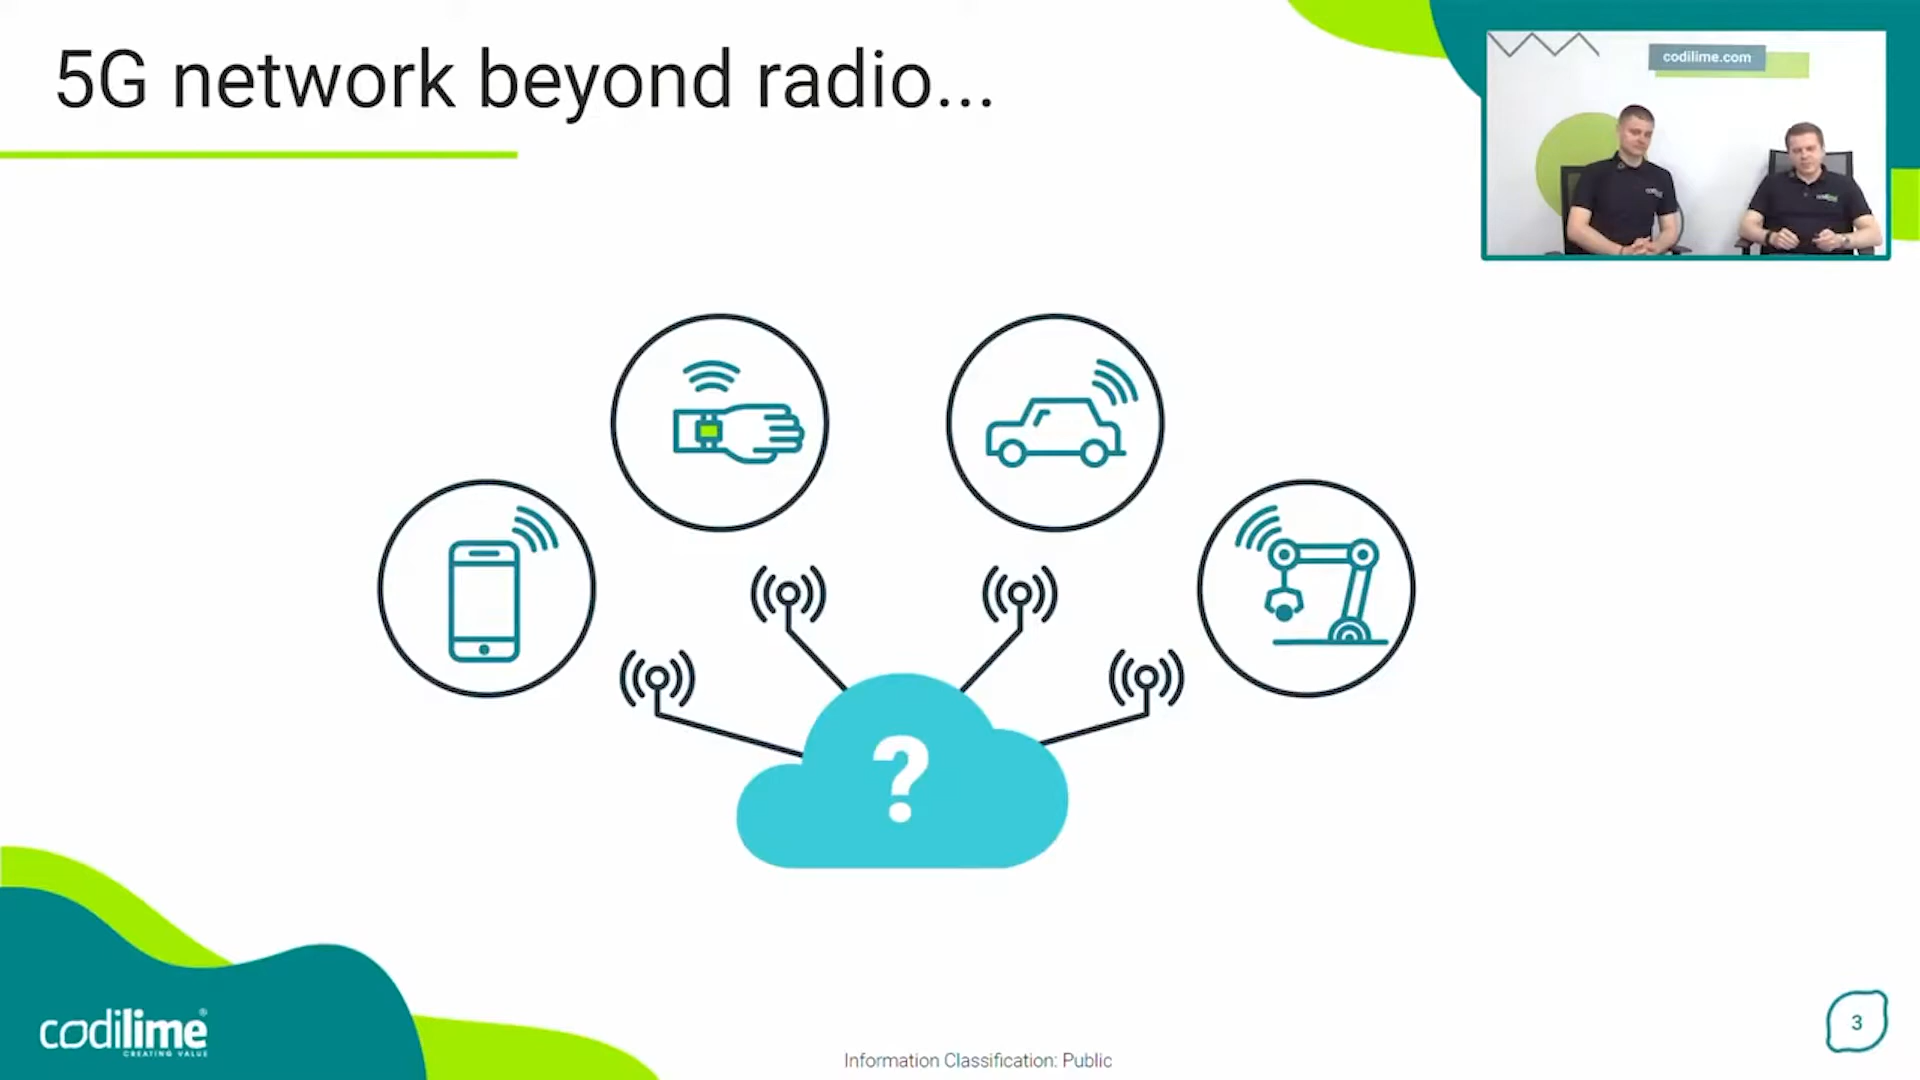 5G network beyond radio...
codilime.com
?
codilime®
CREATING VALUE
Information Classification: Public
3